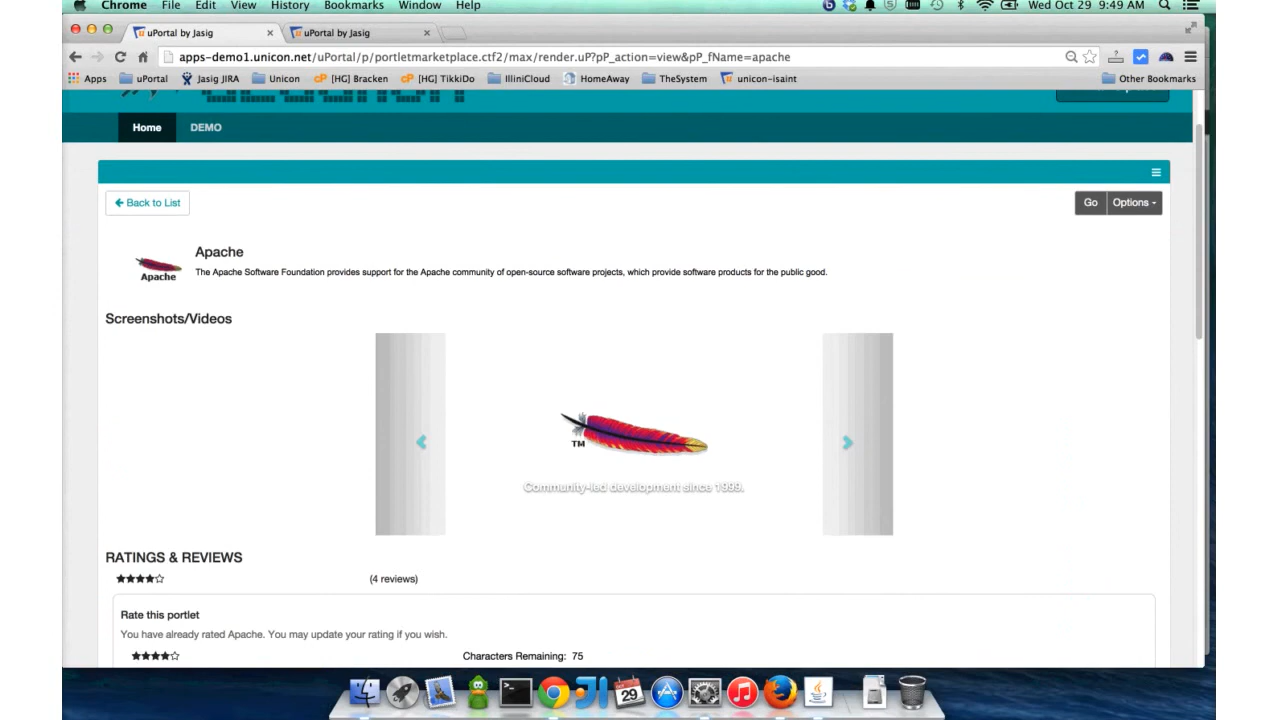 Chrome File Edit View History Bookmarks Window Help Wed Oct 29 9:49 AM
uPortal by Jasig uPortal by Jasig
apps-demo1.unicon.net/uPortal/p/portletmarketplace.ctf2/max/render.uP?pP_action=view&pP_fName=apache
Apps uPortal Jasig JIRA Unicon [HG] Bracken [HG] TikkiDo IlliniCloud HomeAway TheSystem unicon-isaint Other Bookmarks
Home DEMO
Back to List Go Options
Apache
Apache
The Apache Software Foundation provides support for the Apache community of open-source software projects, which provide software products for the public good.
Screenshots/Videos
TM
Community-led development since 1999.
RATINGS & REVIEWS
(4 reviews)
Rate this portlet
You have already rated Apache. You may update your rating if you wish.
Characters Remaining: 75
29